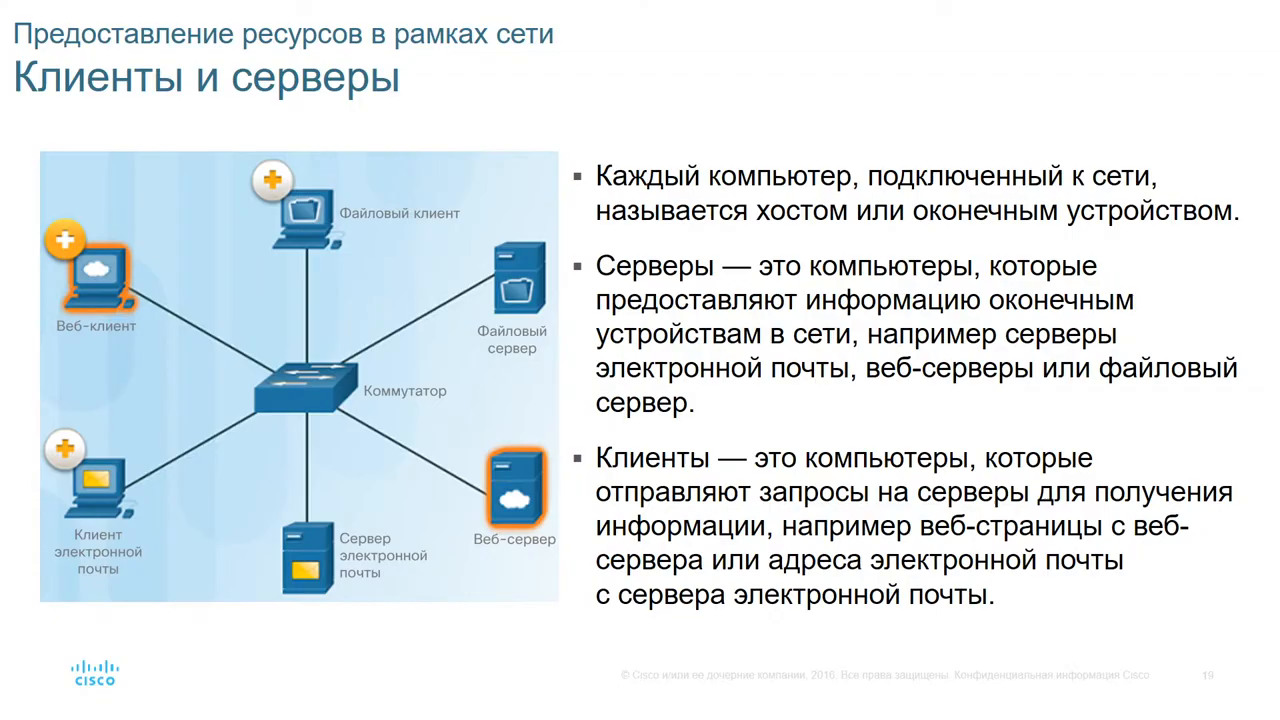 Предоставление ресурсов в рамках сети
Клиенты и серверы
Файловый клиент
Веб-клиент
Файловый
сервер
Коммутатор
Клиент
электронной
почты
Сервер
электронной
почты
Веб-сервер
▪ Каждый компьютер, подключенный к сети,
называется хостом или оконечным устройством.
▪ Серверы — это компьютеры, которые
предоставляют информацию оконечным
устройствам в сети, например серверы
электронной почты, веб-серверы или файловый
сервер.
▪ Клиенты — это компьютеры, которые
отправляют запросы на серверы для получения
информации, например веб-страницы с веб-
сервера или адреса электронной почты
с сервера электронной почты.
CISCO
© Cisco и/или ее дочерние компании, 2016. Все права защищены. Конфиденциальная информация Cisco
19